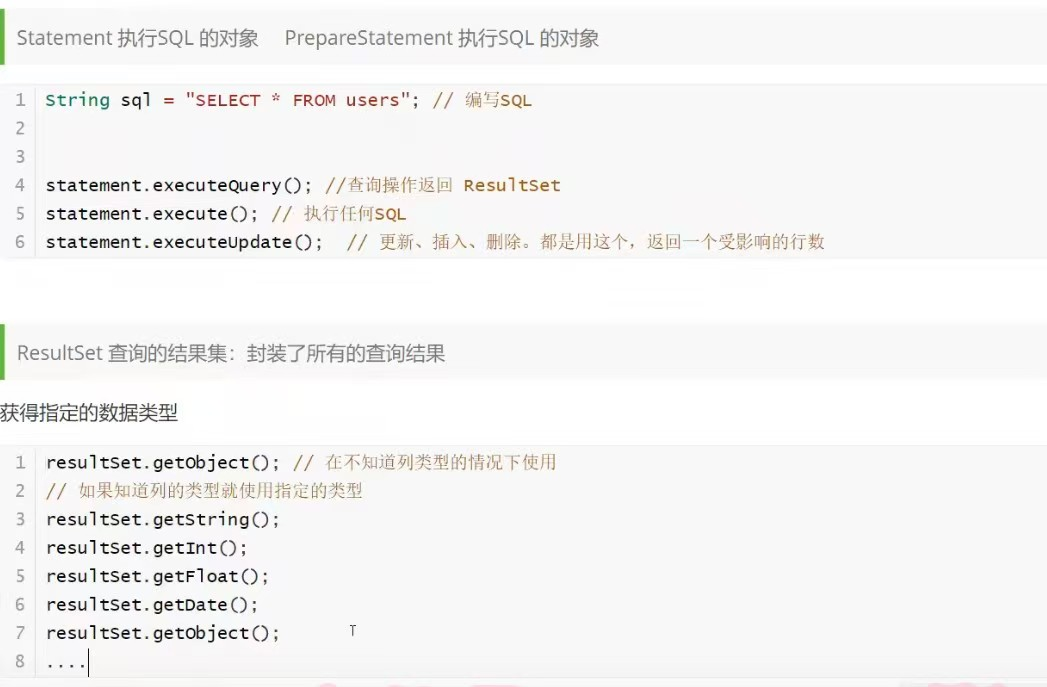 Statement 执行SQL 的对象 PrepareStatement 执行SQL 的对象
1 String sql = "SELECT * FROM users"; // 编写SQL
2
3
4 statement.executeQuery(); //查询操作返回 ResultSet
5 statement.execute(); // 执行任何SQL
6 statement.executeUpdate(); // 更新、插入、删除。都是用这个，返回一个受影响的行数
ResultSet 查询的结果集：封装了所有的查询结果
获得指定的数据类型
1 resultSet.getObject(); // 在不知道列类型的情况下使用
2 // 如果知道列的类型就使用指定的类型
3 resultSet.getString();
4 resultSet.getInt();
5 resultSet.getFloat();
6 resultSet.getDate();
7 resultSet.getObject();
8 ....